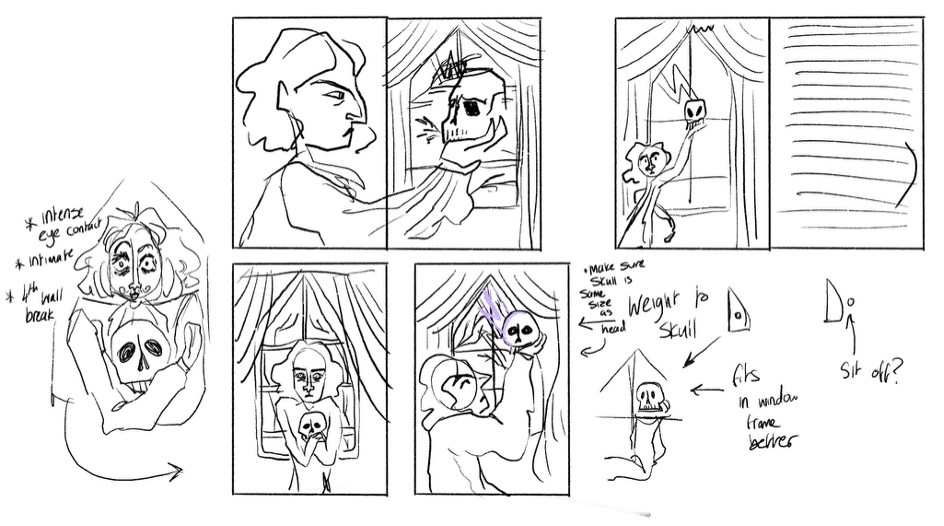 * intense
eye contact
* intimate
* 4th wall
break
• make sure
skull is
same
size
as
head
Weight to
skull
fits
in window
frame
better
Sit off?